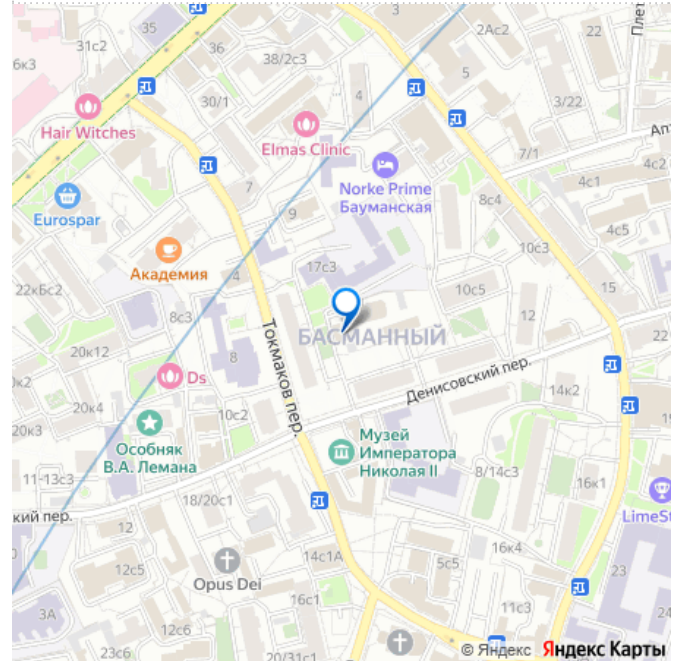 31с2
35
3
2Ас2
22
Плет
6к3
36
38/2с3
5
30/1
4
3/22
Hair Witches
Elmas Clinic
7/1
Ап
4с2
Norke Prime
Бауманская
4с1
7
8с4
Eurospar
9
4с5
10с3
Академия
17с3
4
22кБс2
10с5
15
8с3
БАСМАННЫЙ
12
22
Токмаков пер.
8
20к12
Денисовский пер.
к2
Ds
14к2
20к4
10с2
20к3
Особняк
В.А. Лемана
Музей
Императора
Николая II
8/14с3
11-13с3
16к1
18/20с1
LimeSt
кий пер.
12
16к4
14с1А
Opus Dei
12с5
5с5
23
24
3А
16с1
11с3
12с6
23с6
20/31с1
© Яндекс Яндекс Карты